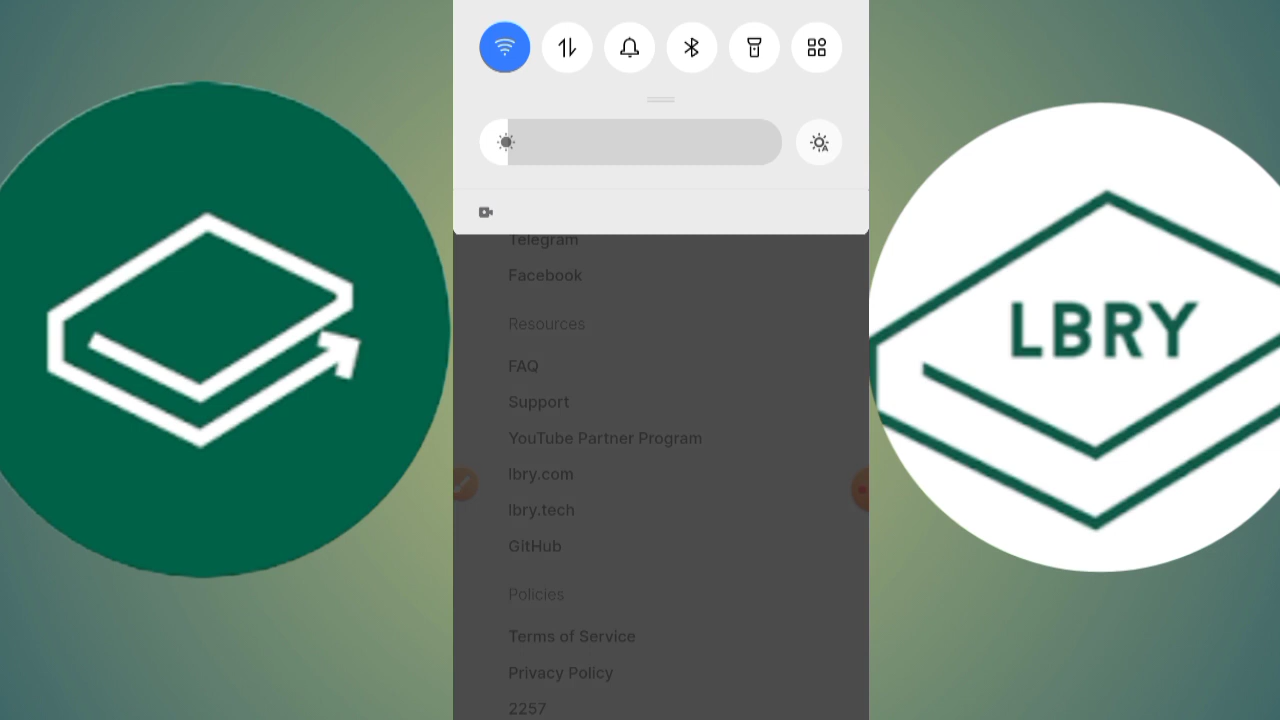 Telegram
Facebook
Resources
FAQ
Support
YouTube Partner Program
lbry.com
lbry.tech
GitHub
Policies
Terms of Service
Privacy Policy
2257
LBRY